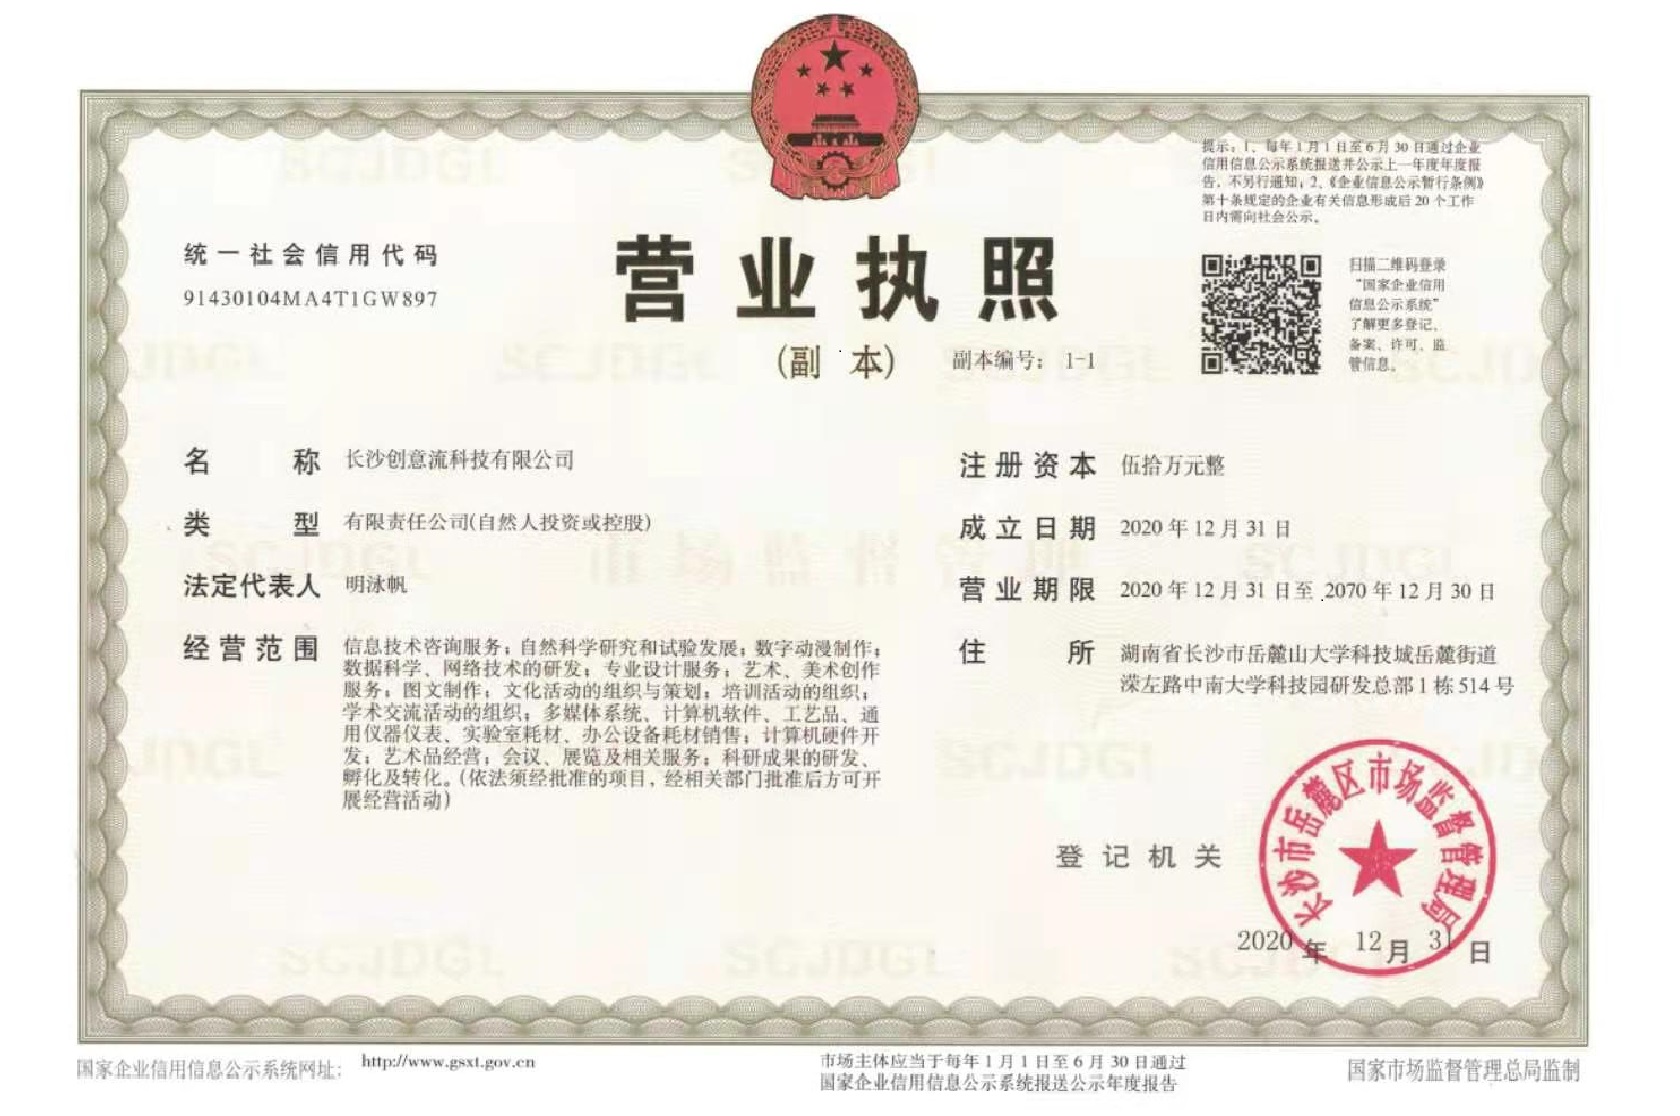 提示：1、每年1月1日至6月30日通过企业
信用信息公示系统报送并公示上一年度年度报
告，不另行通知；2、《企业信息公示暂行条例》
第十条规定的企业有关信息形成后20个工作
日内需向社会公示。
统一社会信用代码
91430104MA4T1GW897
营业执照
(副 本)
副本编号： 1-1
扫描二维码登录
“国家企业信用
信息公示系统”
了解更多登记、
备案、许可、监
管信息。
名 称 长沙创意流科技有限公司
类 型 有限责任公司(自然人投资或控股)
法定代表人 明泳帆
经营范围 信息技术咨询服务；自然科学研究和试验发展；数字动漫制作；
数据科学、网络技术的研发；专业设计服务；艺术、美术创作
服务；图文制作；文化活动的组织与策划；培训活动的组织；
学术交流活动的组织；多媒体系统、计算机软件、工艺品、通
用仪器仪表、实验室耗材、办公设备耗材销售；计算机硬件开
发；艺术品经营；会议、展览及相关服务；科研成果的研发、
孵化及转化。（依法须经批准的项目，经相关部门批准后方可开
展经营活动）
注册资本 伍拾万元整
成立日期 2020年12月31日
营业期限 2020年12月31日至 2070年12月30日
住 所 湖南省长沙市岳麓山大学科技城岳麓街道
溁左路中南大学科技园研发总部1栋514号
市场监督管理
SCJDGL
登记机关
长沙市岳麓区市场监督管理局
2020 年 12 月 31 日
国家企业信用信息公示系统网址： http://www.gsxt.gov.cn
市场主体应当于每年1月1日至6月30日通过
国家企业信用信息公示系统报送公示年度报告
国家市场监督管理总局监制